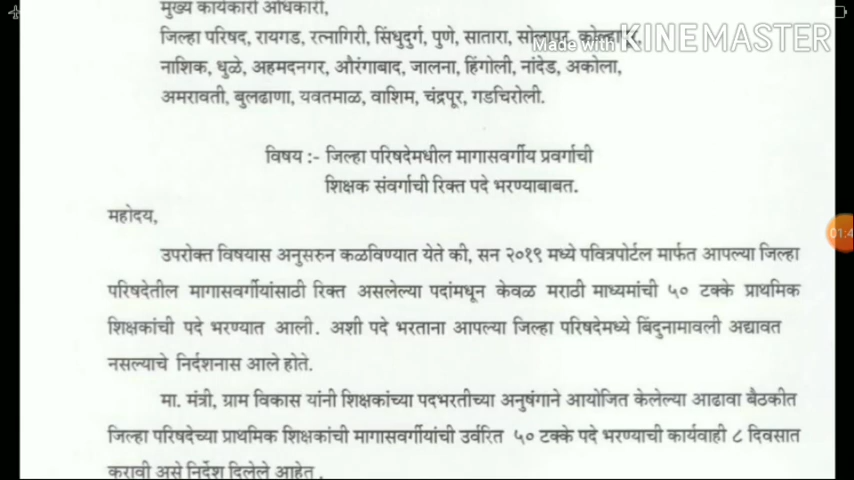 मुख्य कार्यकारी अधिकारी,
जिल्हा परिषद, रायगड, रत्नागिरी, सिंधुदुर्ग, पुणे, सातारा, सोलापूर, कोल्हापूर,
Made with KINEMASTER
नाशिक, धुळे, अहमदनगर, औरंगाबाद, जालना, हिंगोली, नांदेड, अकोला,
अमरावती, बुलढाणा, यवतमाळ, वाशिम, चंद्रपूर, गडचिरोली.
विषय :- जिल्हा परिषदेमधील मागासवर्गीय प्रवर्गाची
शिक्षक संवर्गाची रिक्त पदे भरण्याबाबत.
महोदय,
01:4
उपरोक्त विषयास अनुसरुन कळविण्यात येते की, सन २०१९ मध्ये पवित्रपोर्टल मार्फत आपल्या जिल्हा
परिषदेतील मागासवर्गीयांसाठी रिक्त असलेल्या पदांमधून केवळ मराठी माध्यमांची ५० टक्के प्राथमिक
शिक्षकांची पदे भरण्यात आली. अशी पदे भरताना आपल्या जिल्हा परिषदेमध्ये बिंदुनामावली अद्यावत
नसल्याचे निर्दशनास आले होते.
मा. मंत्री, ग्राम विकास यांनी शिक्षकांच्या पदभरतीच्या अनुषंगाने आयोजित केलेल्या आढावा बैठकीत
जिल्हा परिषदेच्या प्राथमिक शिक्षकांची मागासवर्गीयांची उर्वरित ५० टक्के पदे भरण्याची कार्यवाही ८ दिवसात
करावी असे निर्देश दिलेले आहेत.